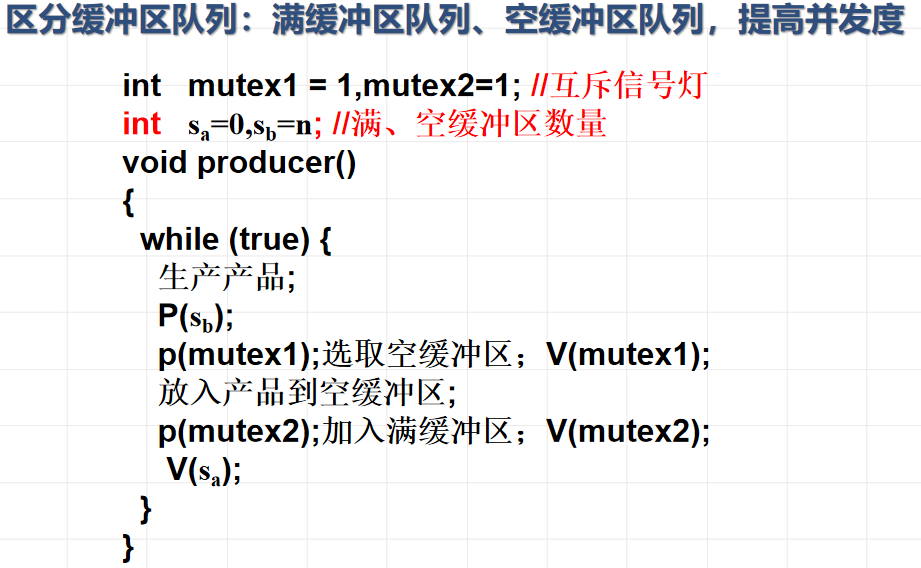 区分缓冲区队列：满缓冲区队列、空缓冲区队列，提高并发度
int mutex1 = 1,mutex2=1; //互斥信号灯
int sa=0,sb=n; //满、空缓冲区数量
void producer()
{
while (true) {
生产产品;
P(sb);
p(mutex1);选取空缓冲区；V(mutex1);
放入产品到空缓冲区;
p(mutex2);加入满缓冲区；V(mutex2);
V(sa);
}
}